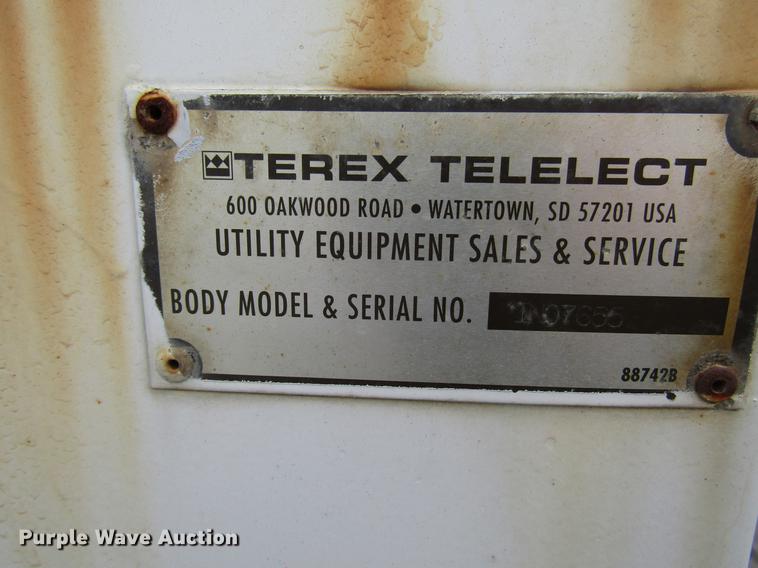 TEREX TELELECT
600 OAKWOOD ROAD • WATERTOWN, SD 57201 USA
UTILITY EQUIPMENT SALES & SERVICE
BODY MODEL & SERIAL NO.
88742B
Purple Wave Auction